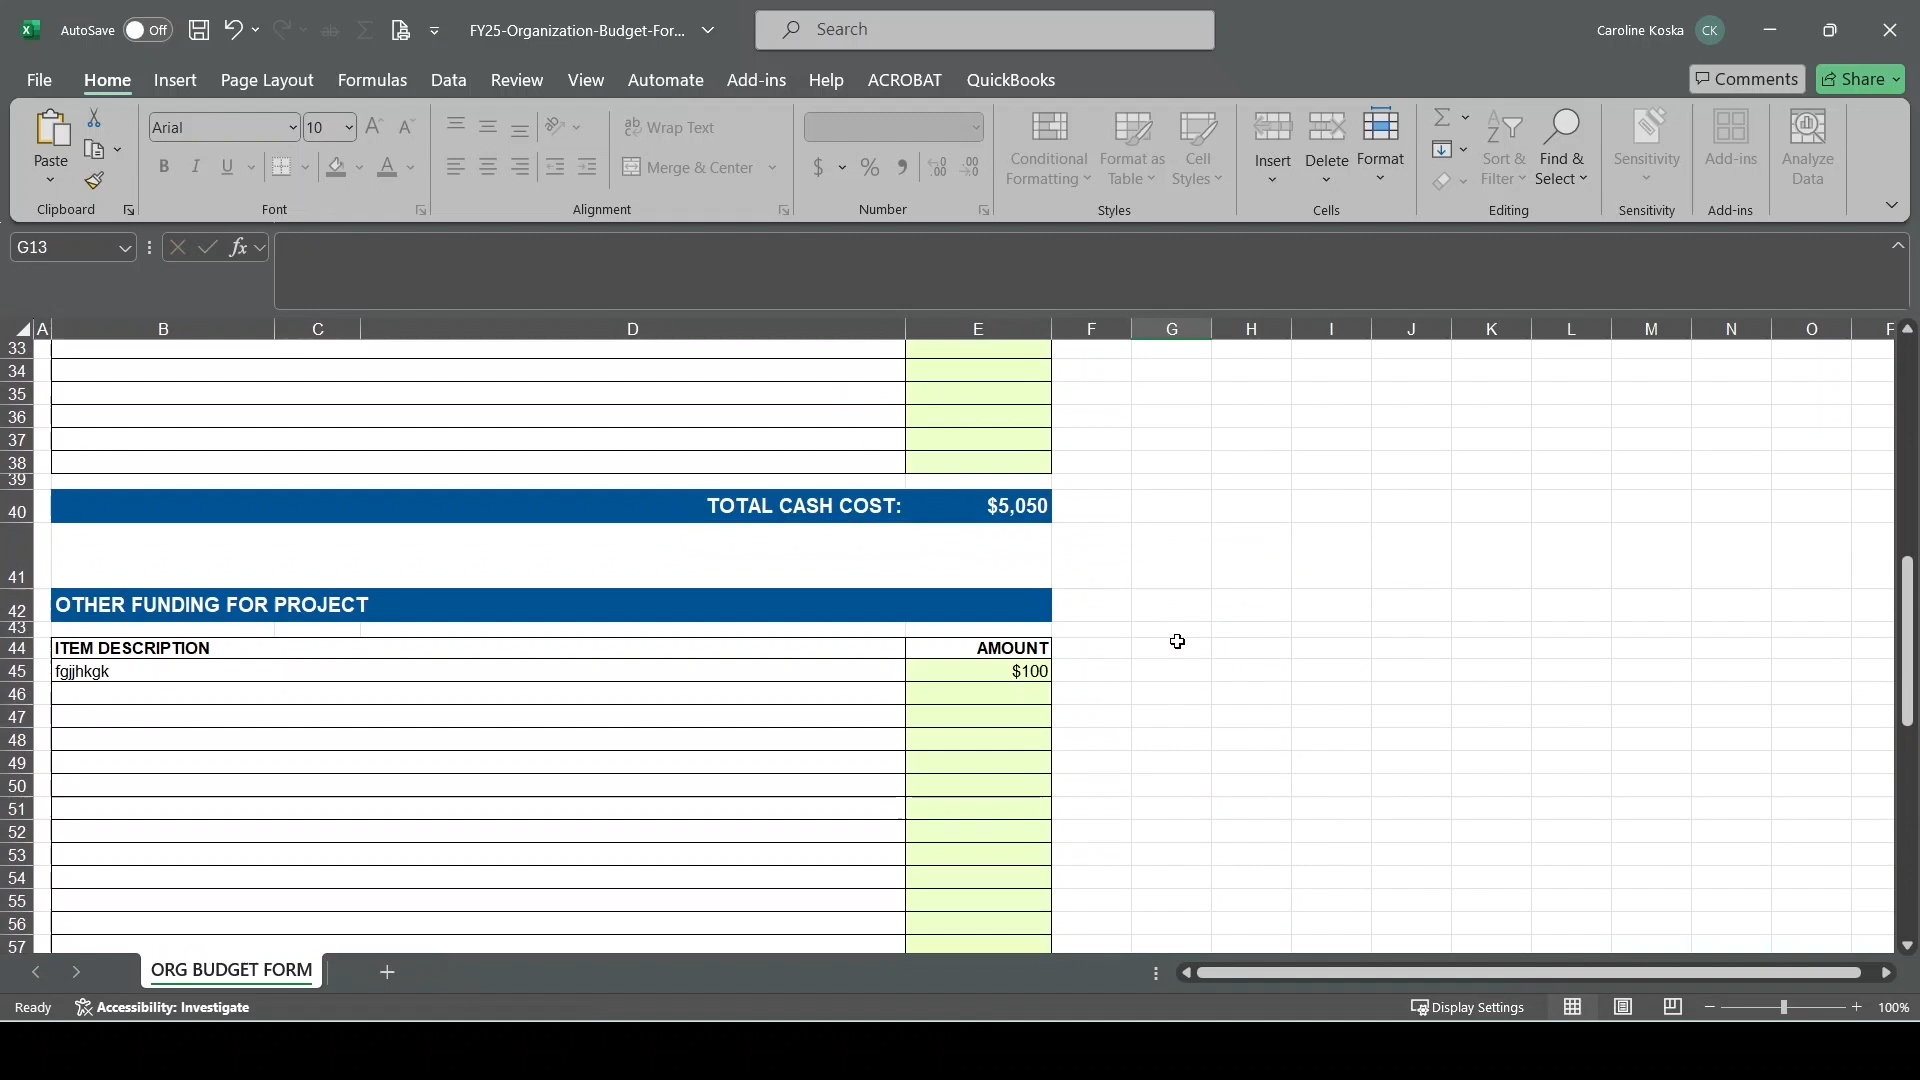 AutoSave Off FY25-Organization-Budget-For... Search Caroline Koska CK
File Home Insert Page Layout Formulas Data Review View Automate Add-ins Help ACROBAT QuickBooks Comments Share
Paste Arial 10 Wrap Text Conditional Formatting Format as Table Cell Styles Insert Delete Format Sort & Filter Find & Select Sensitivity Add-ins Analyze Data
B I U Merge & Center $ %
Clipboard Font Alignment Number Styles Cells Editing Sensitivity Add-ins
G13 fx
A B C D E F G H I J K L M N O
33
34
35
36
37
38
39
40 TOTAL CASH COST: $5,050
41
42 OTHER FUNDING FOR PROJECT
43
44 ITEM DESCRIPTION AMOUNT
45 fgjjhkgk $100
46
47
48
49
50
51
52
53
54
55
56
57
ORG BUDGET FORM
Ready Accessibility: Investigate Display Settings 100%